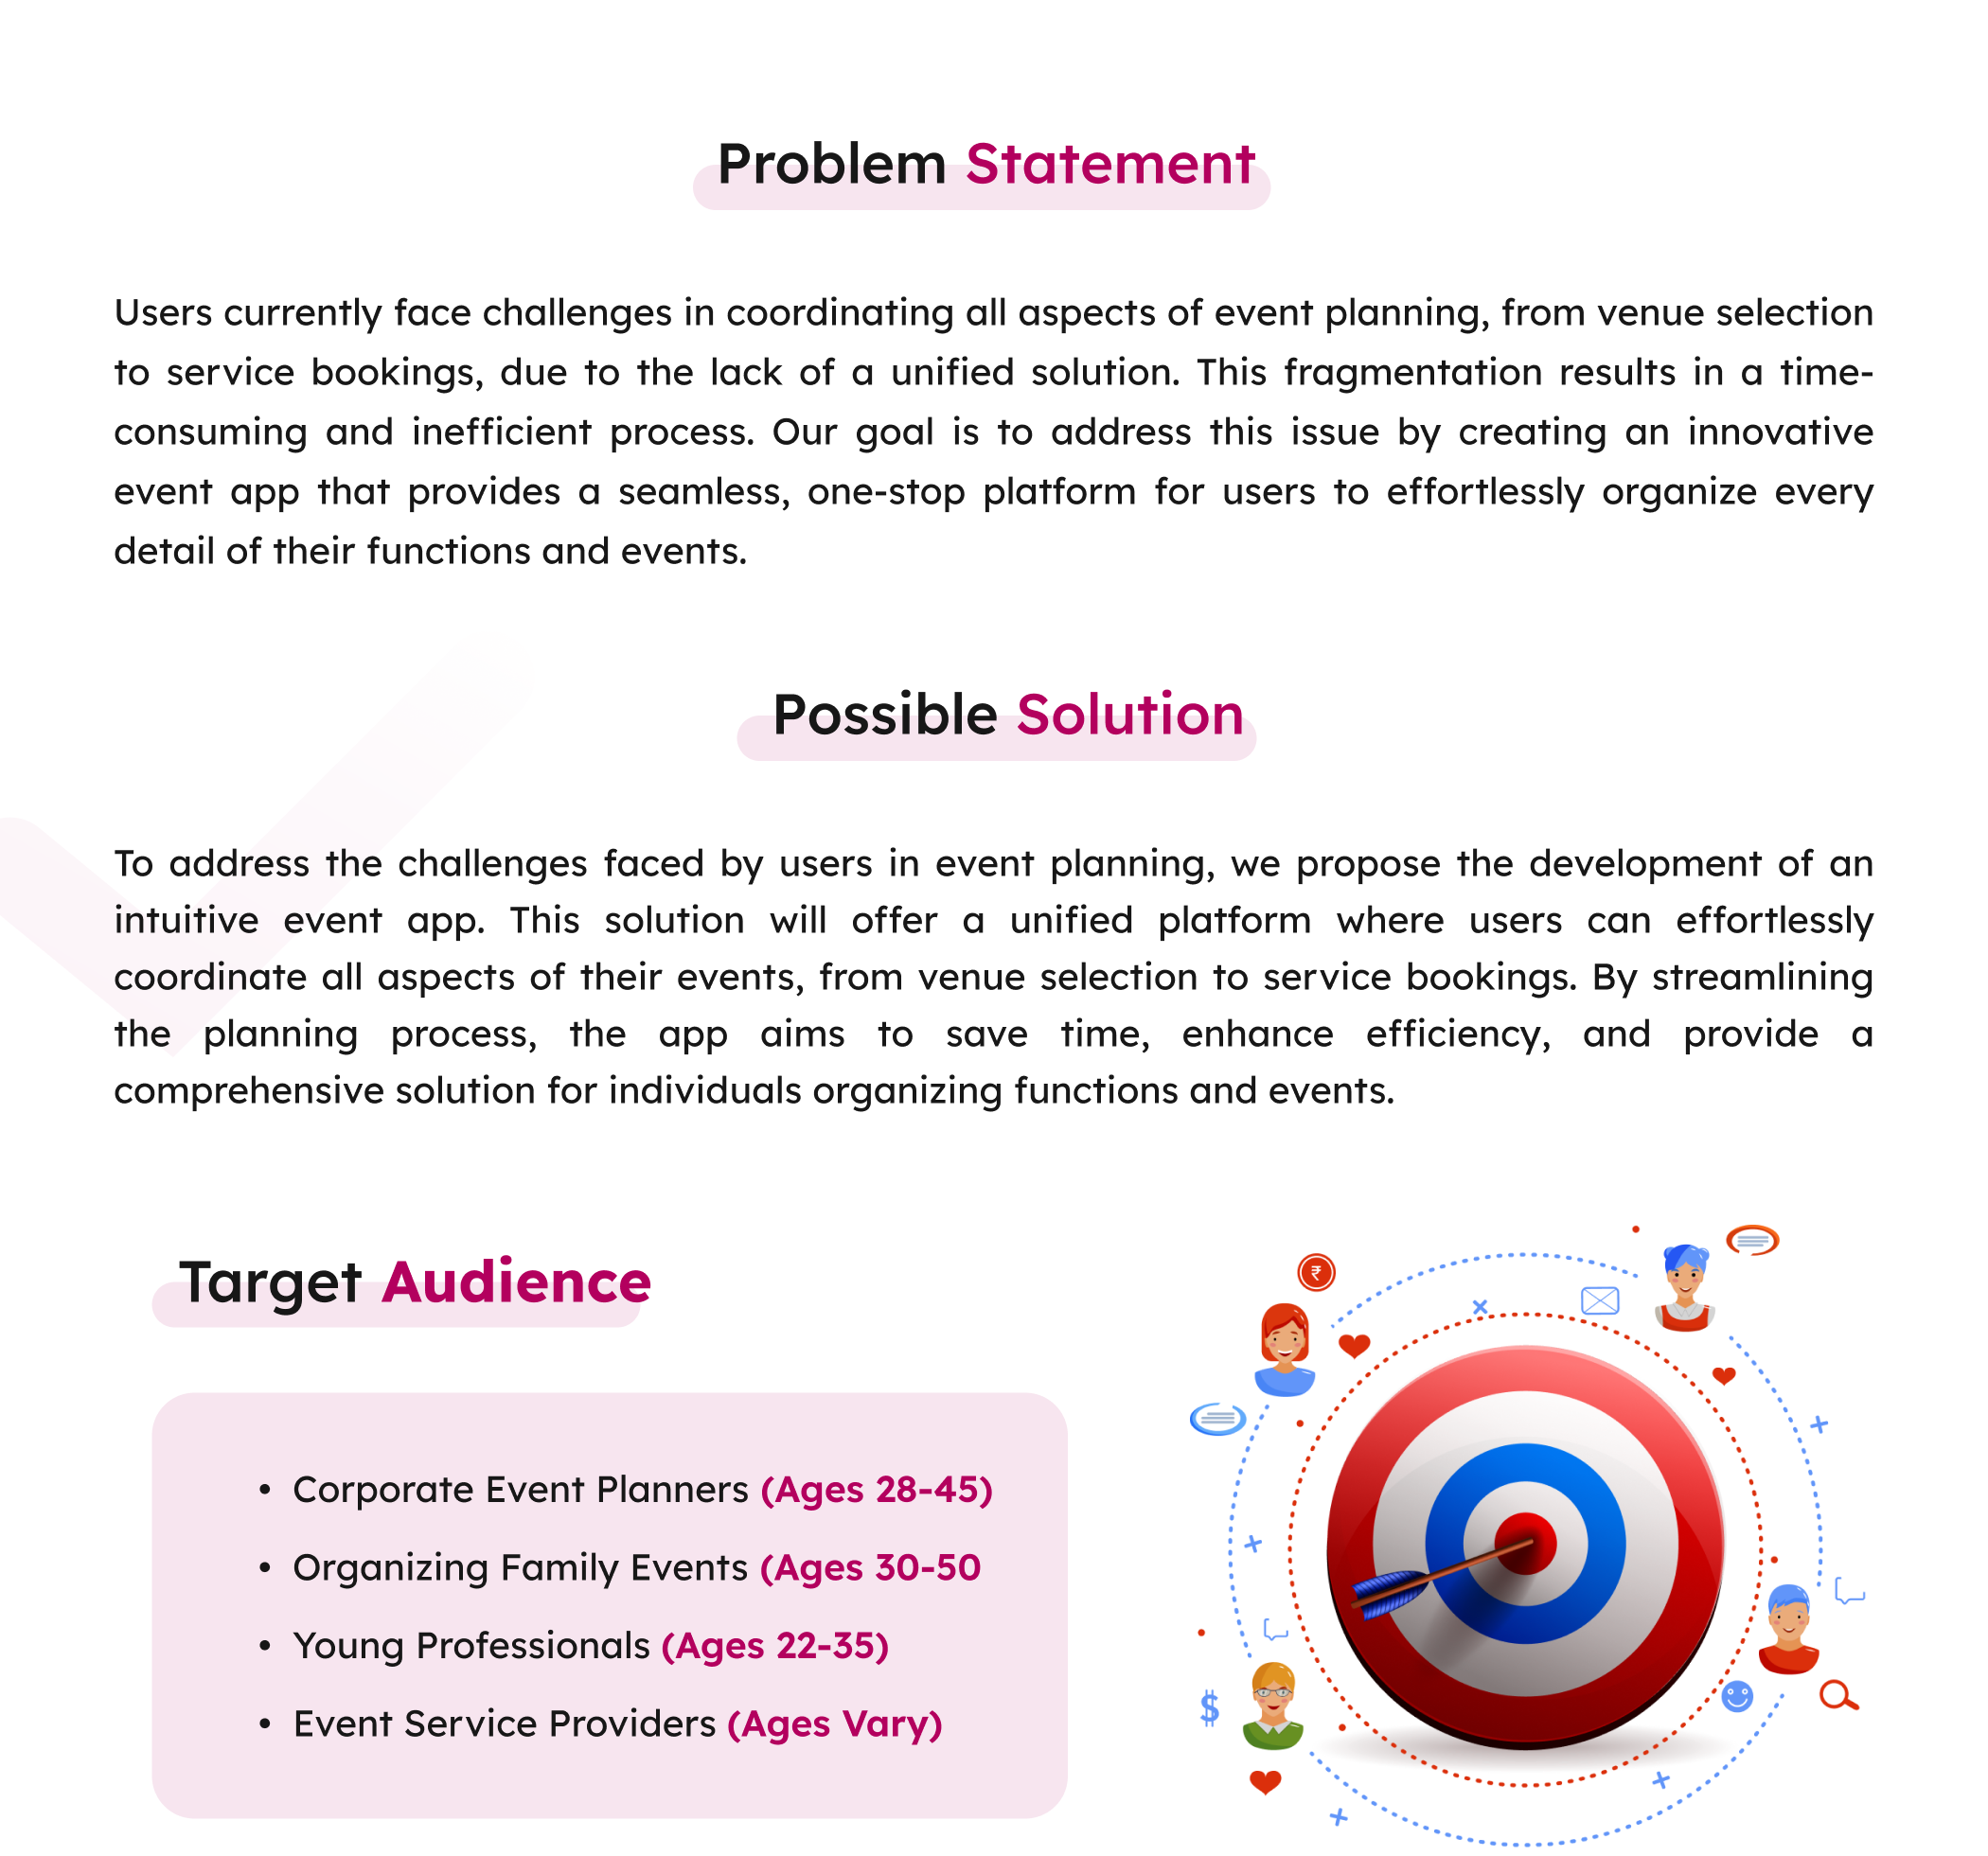 Problem Statement
Users currently face challenges in coordinating all aspects of event planning, from venue selection
to service bookings, due to the lack of a unified solution. This fragmentation results in a time-
consuming and inefficient process. Our goal is to address this issue by creating an innovative
event app that provides a seamless, one-stop platform for users to effortlessly organize every
detail of their functions and events.
Possible Solution
To address the challenges faced by users in event planning, we propose the development of an
intuitive event app. This solution will offer a unified platform where users can effortlessly
coordinate all aspects of their events, from venue selection to service bookings. By streamlining
the planning process, the app aims to save time, enhance efficiency, and provide a
comprehensive solution for individuals organizing functions and events.
Target Audience
• Corporate Event Planners (Ages 28-45)
• Organizing Family Events (Ages 30-50
• Young Professionals (Ages 22-35)
• Event Service Providers (Ages Vary)
₹
$